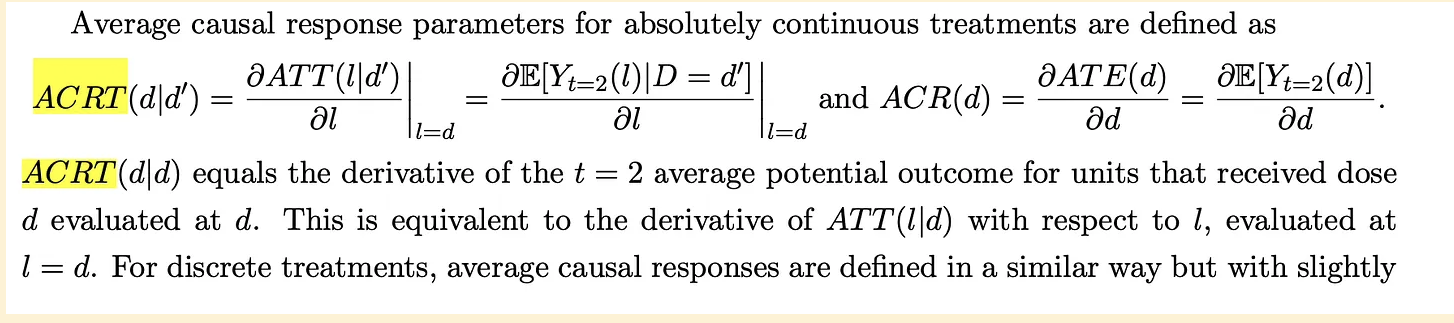 Average causal response parameters for absolutely continuous treatments are defined as
ACRT(d|d′) = ∂ATT(l|d′)/∂l |l=d = ∂𝔼[Yt=2(l)|D = d′]/∂l |l=d and ACR(d) = ∂ATE(d)/∂d = ∂𝔼[Yt=2(d)]/∂d.
ACRT(d|d) equals the derivative of the t = 2 average potential outcome for units that received dose
d evaluated at d. This is equivalent to the derivative of ATT(l|d) with respect to l, evaluated at
l = d. For discrete treatments, average causal responses are defined in a similar way but with slightly